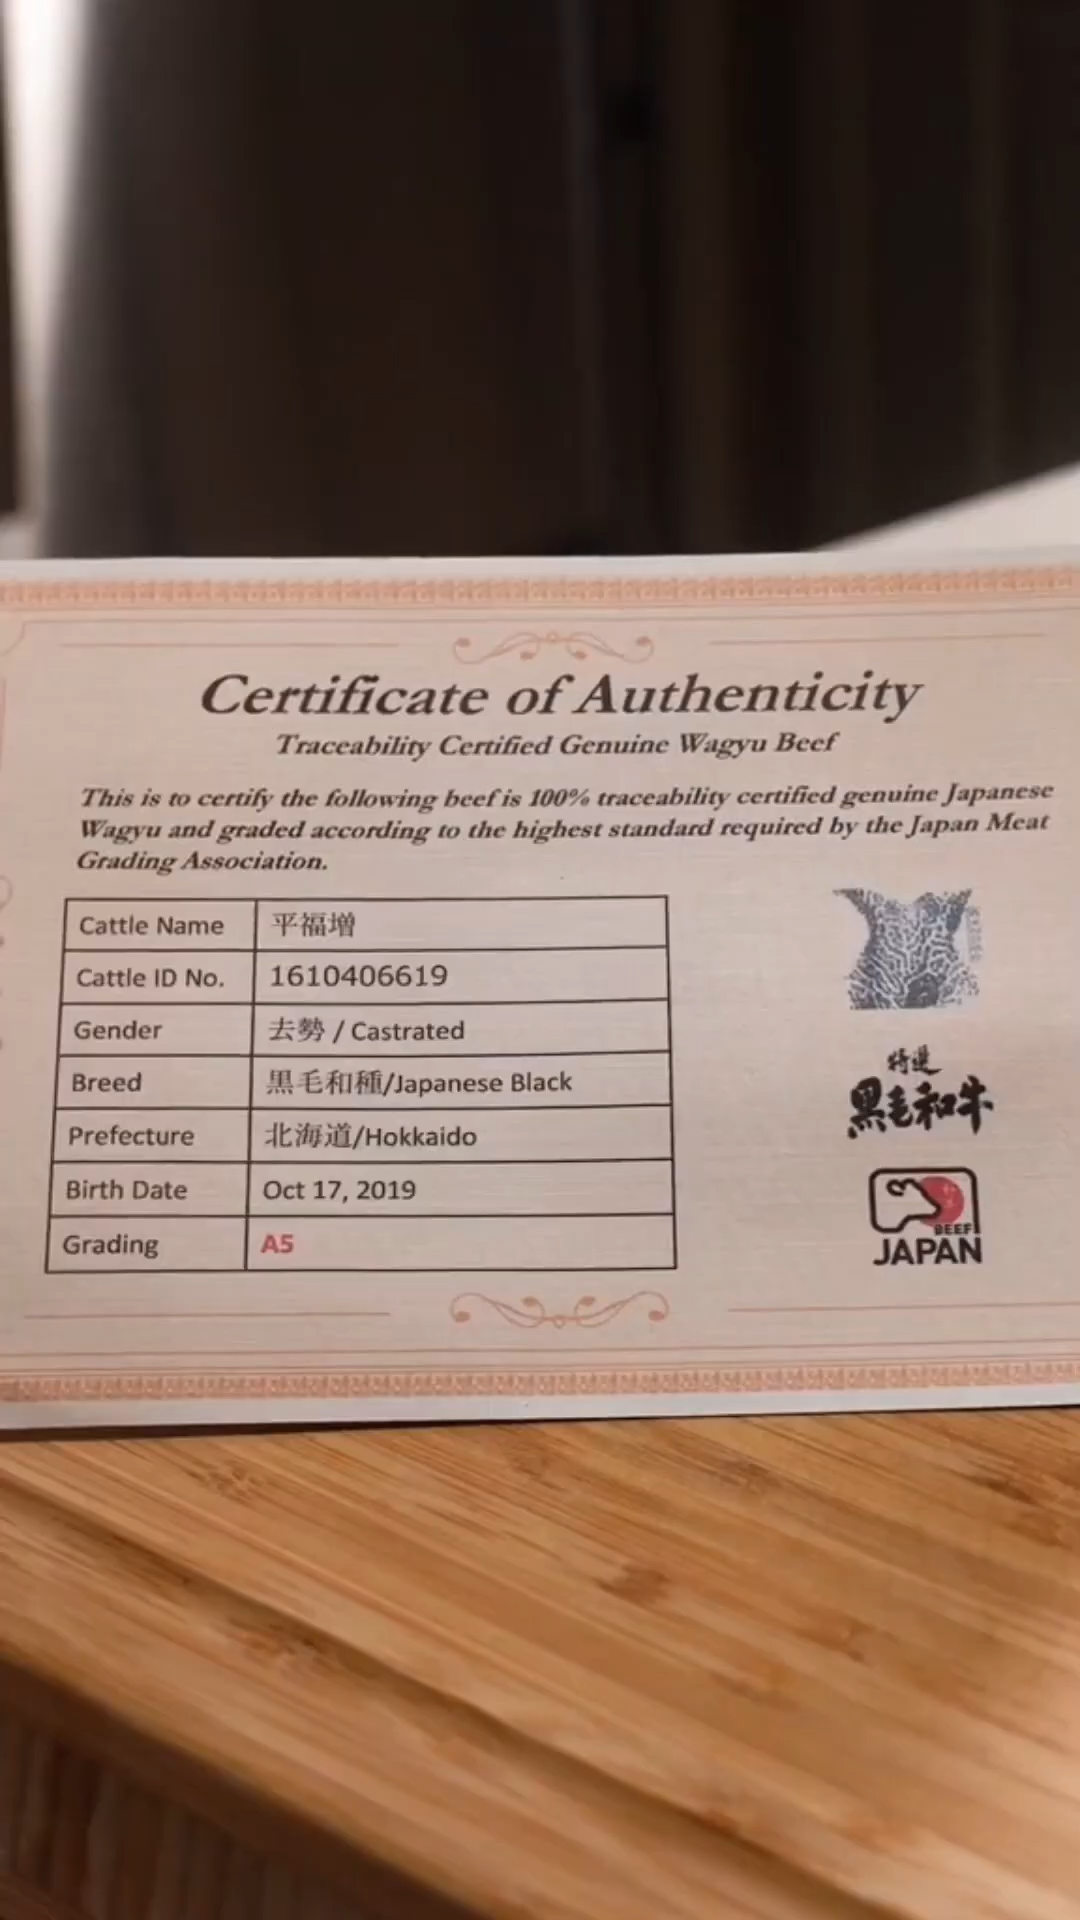 Certificate of Authenticity
Traceability Certified Genuine Wagyu Beef
This is to certify the following beef is 100% traceability certified genuine Japanese
Wagyu and graded according to the highest standard required by the Japan Meat
Grading Association.
Cattle Name 平福増
Cattle ID No. 1610406619
Gender 去勢 / Castrated
Breed 黒毛和種/Japanese Black
Prefecture 北海道/Hokkaido
Birth Date Oct 17, 2019
Grading A5
特選
黒毛和牛
BEEF
JAPAN